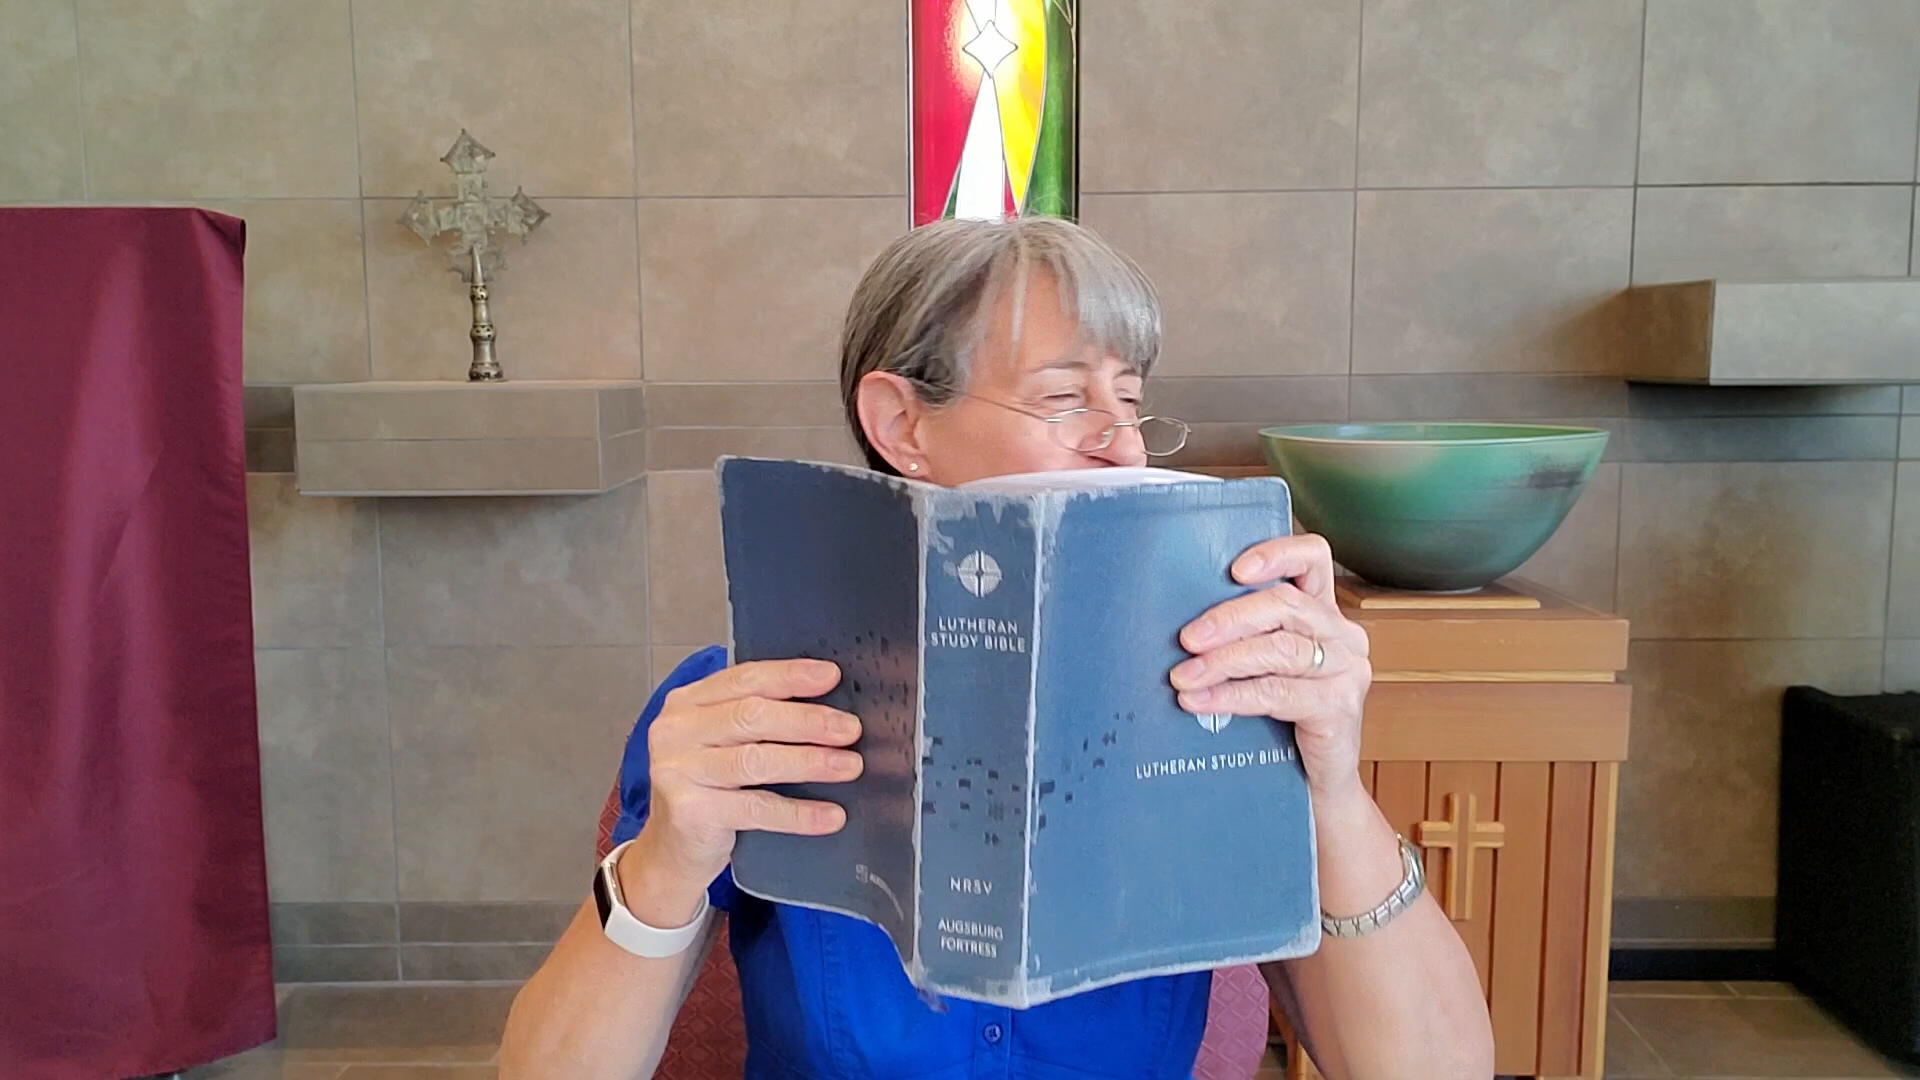 LUTHERAN
STUDY BIBLE
NRSV
AUGSBURG
FORTRESS
LUTHERAN STUDY BIBLE